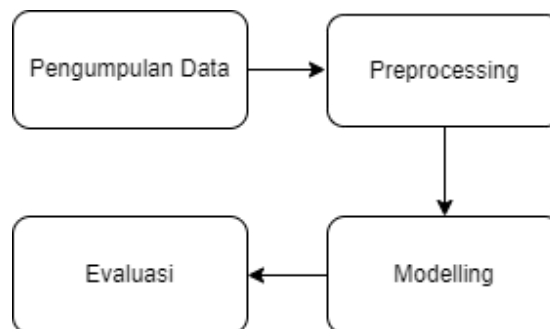 Pengumpulan Data
Preprocessing
Modelling
Evaluasi